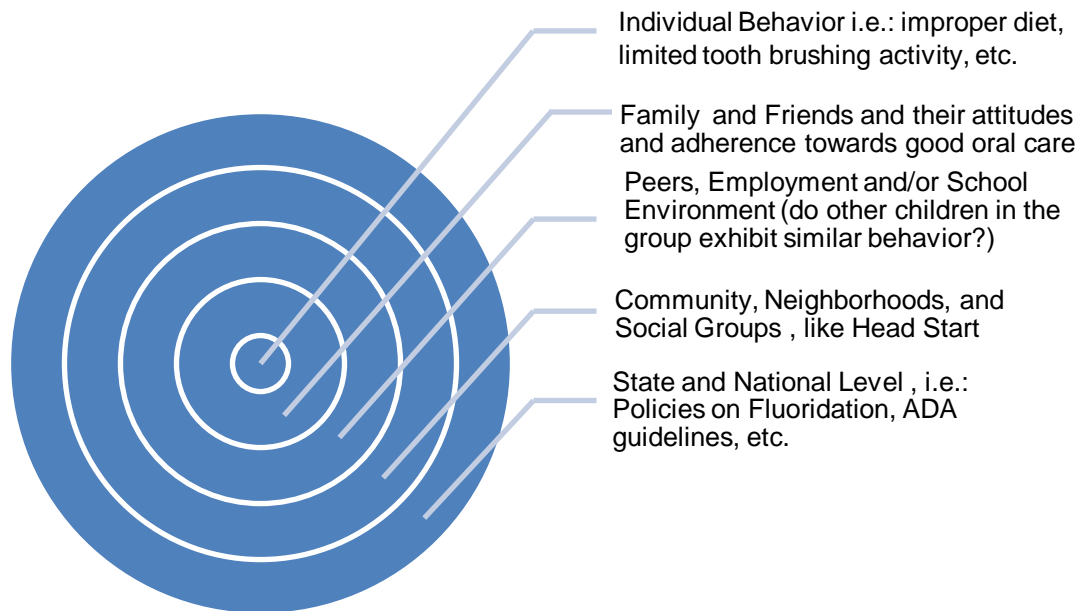 Individual Behavior i.e.: improper diet,
limited tooth brushing activity, etc.
Family and Friends and their attitudes
and adherence towards good oral care
Peers, Employment and/or School
Environment (do other children in the
group exhibit similar behavior?)
Community, Neighborhoods, and
Social Groups , like Head Start
State and National Level , i.e.:
Policies on Fluoridation, ADA
guidelines, etc.